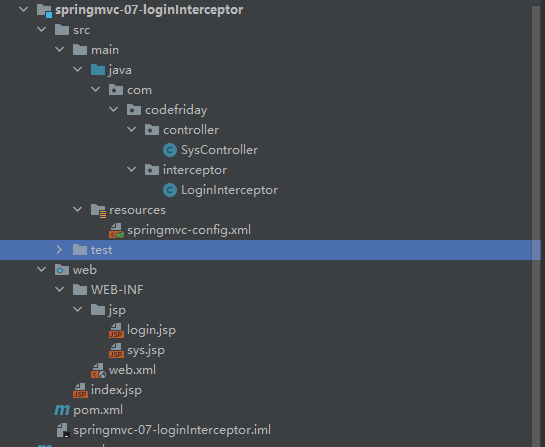 springmvc-07-loginInterceptor
src
main
java
com
codefriday
controller
SysController
interceptor
LoginInterceptor
resources
springmvc-config.xml
test
web
WEB-INF
jsp
login.jsp
sys.jsp
web.xml
index.jsp
pom.xml
springmvc-07-loginInterceptor.iml